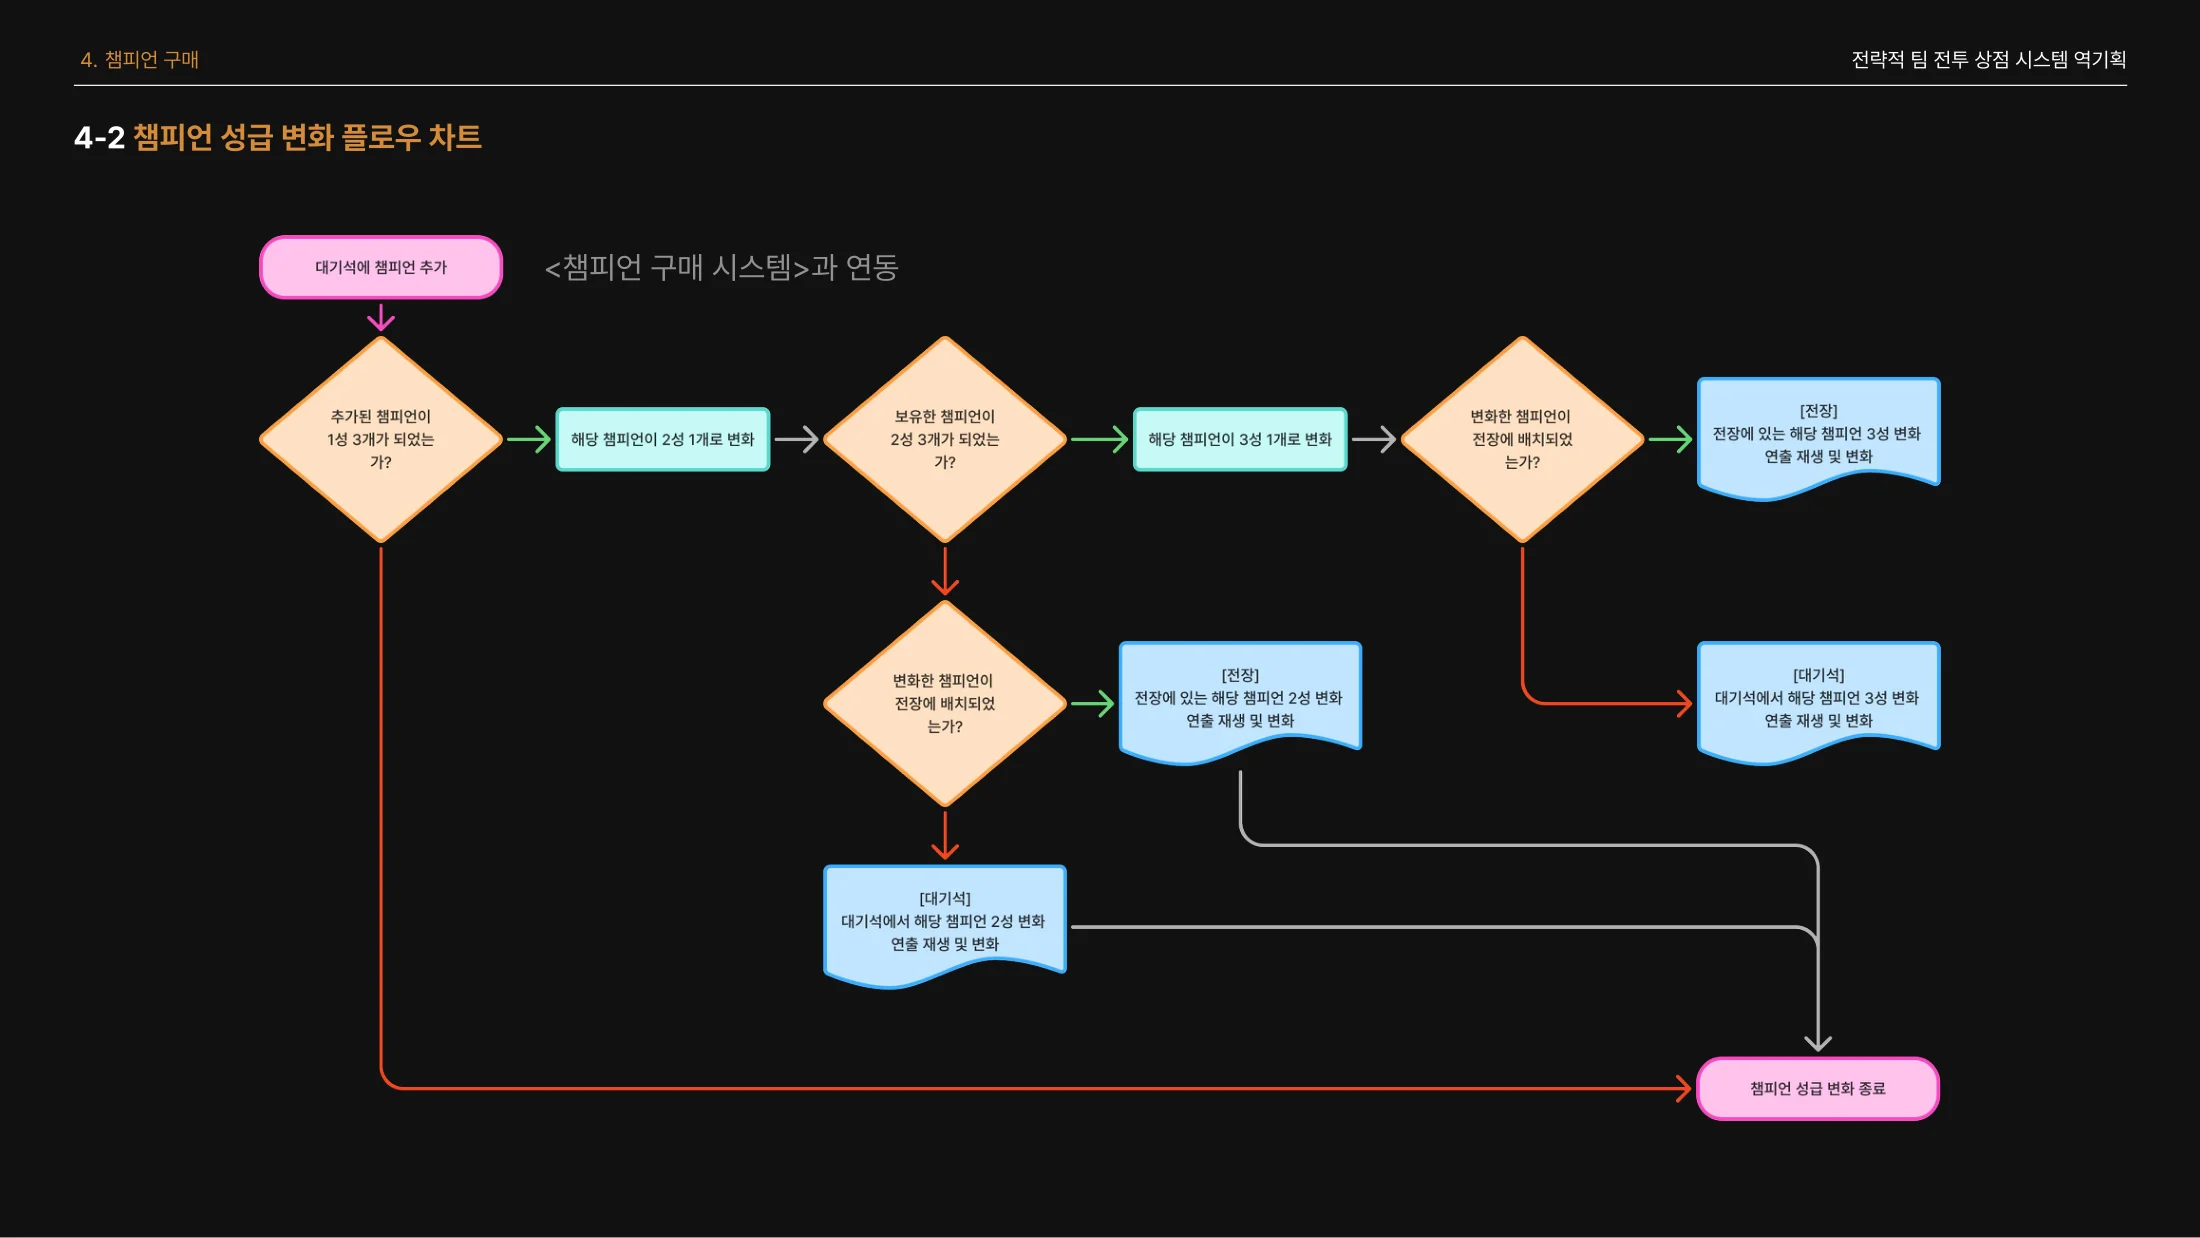 4. 챔피언 구매
전략적 팀 전투 상점 시스템 역기획
4-2 챔피언 성급 변화 플로우 차트
대기석에 챔피언 추가
<챔피언 구매 시스템>과 연동
추가된 챔피언이
1성 3개가 되었는
가?
해당 챔피언이 2성 1개로 변화
보유한 챔피언이
2성 3개가 되었는
가?
해당 챔피언이 3성 1개로 변화
변화한 챔피언이
전장에 배치되었
는가?
[전장]
전장에 있는 해당 챔피언 3성 변화
연출 재생 및 변화
변화한 챔피언이
전장에 배치되었
는가?
[전장]
전장에 있는 해당 챔피언 2성 변화
연출 재생 및 변화
[대기석]
대기석에서 해당 챔피언 3성 변화
연출 재생 및 변화
[대기석]
대기석에서 해당 챔피언 2성 변화
연출 재생 및 변화
챔피언 성급 변화 종료